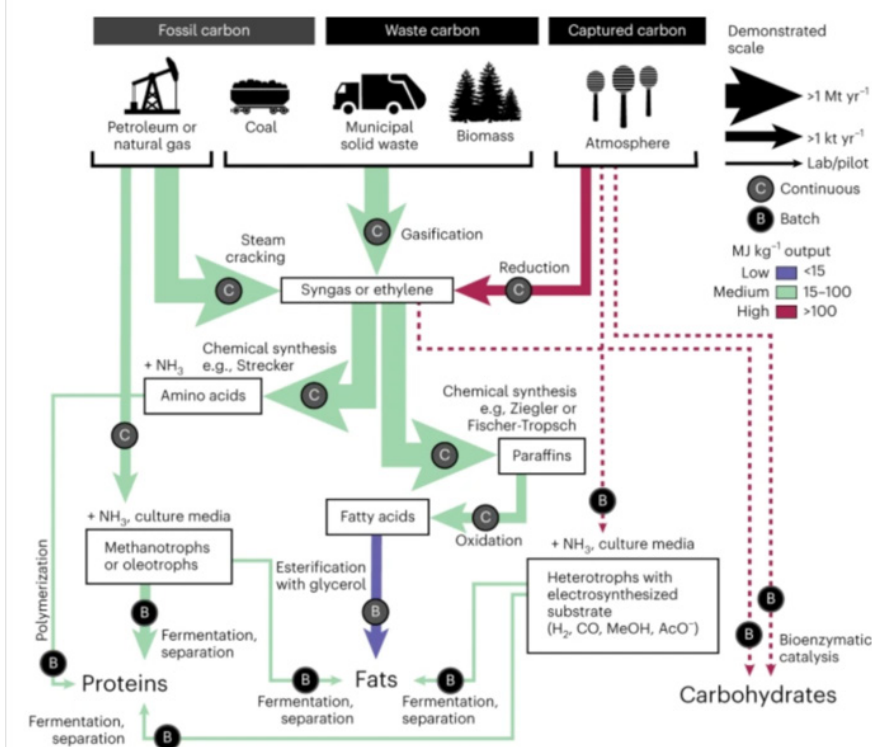 Fossil carbon
Waste carbon
Captured carbon
Demonstrated
scale
>1 Mt yr⁻¹
>1 kt yr⁻¹
Lab/pilot
C Continuous
B Batch
MJ kg⁻¹ output
Low <15
Medium 15–100
High >100
Petroleum or
natural gas
Coal
Municipal
solid waste
Biomass
Atmosphere
Steam
cracking
C
C
Gasification
Reduction
C
Syngas or ethylene
Chemical synthesis
e.g., Strecker
+ NH₃
Amino acids
C
Chemical synthesis
e.g, Ziegler or
Fischer-Tropsch
C
Paraffins
C
+ NH₃, culture media
Methanotrophs
or oleotrophs
Fatty acids
C
Oxidation
B
+ NH₃, culture media
Heterotrophs with
electrosynthesized
substrate
(H₂, CO, MeOH, AcO⁻)
Esterification
with glycerol
B
Polymerization
B
Fermentation,
separation
B
B
B
Bioenzymatic
catalysis
B
Proteins
B
Fats
B
Carbohydrates
Fermentation,
separation
Fermentation,
separation
Fermentation,
separation
B